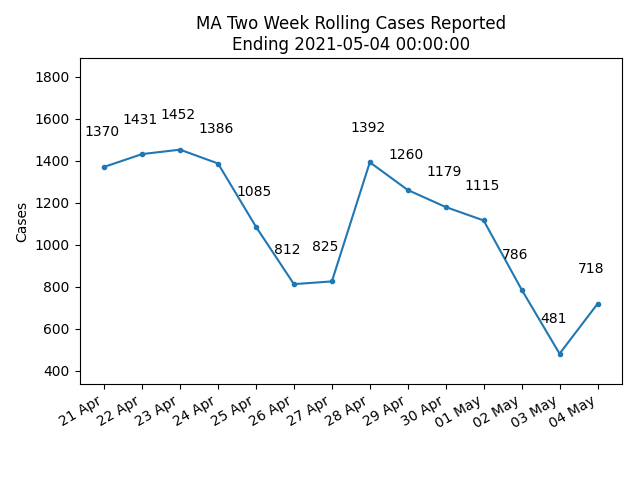 MA Two Week Rolling Cases Reported
Ending 2021-05-04 00:00:00
1800
1600
1400
1200
1000
800
600
400
Cases
1370
1431
1452
1386
1085
812
825
1392
1260
1179
1115
786
481
718
21 Apr
22 Apr
23 Apr
24 Apr
25 Apr
26 Apr
27 Apr
28 Apr
29 Apr
30 Apr
01 May
02 May
03 May
04 May